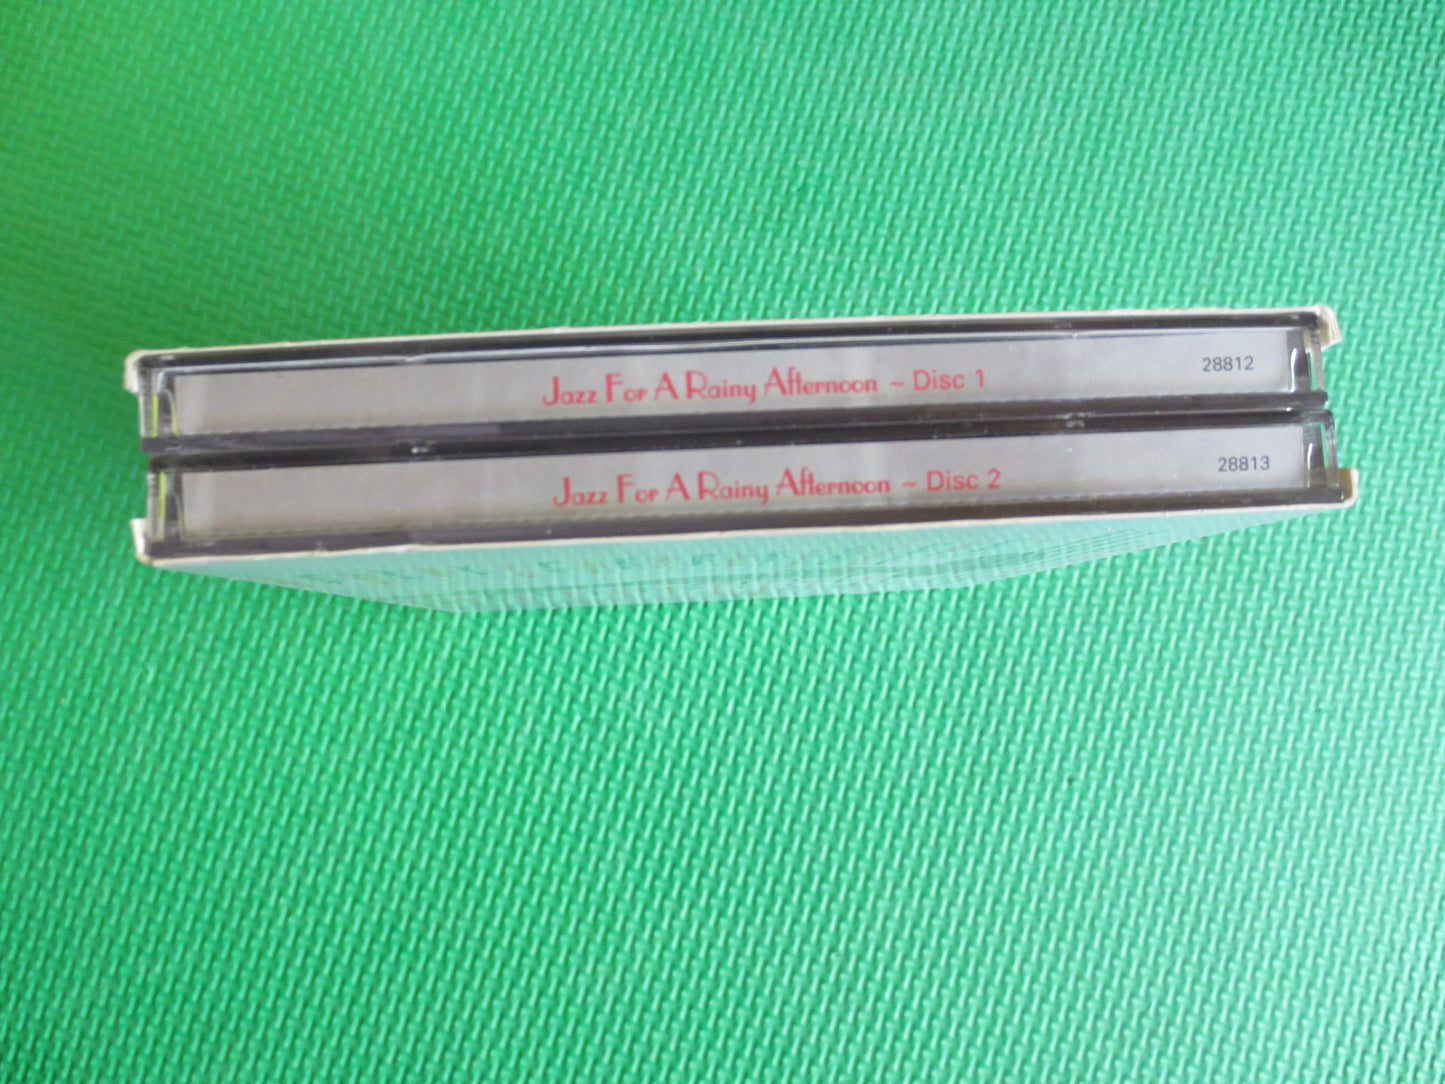 Jazz For A Rainy Afternoon ~ Disc 1 28812
Jazz For A Rainy Afternoon ~ Disc 2 28813